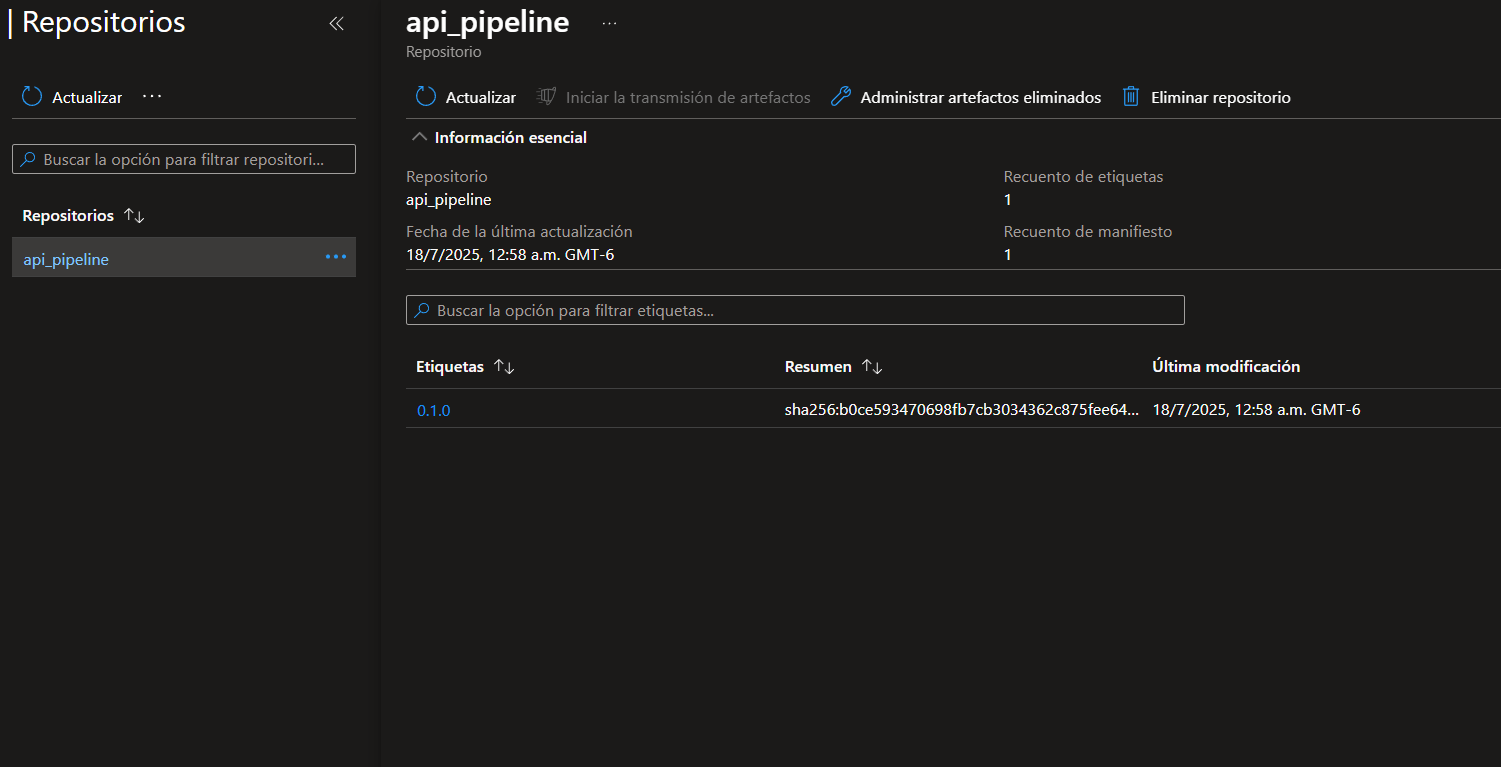 Repositorios
Actualizar
Buscar la opción para filtrar repositori...
Repositorios
api_pipeline
api_pipeline
Repositorio
Actualizar
Iniciar la transmisión de artefactos
Administrar artefactos eliminados
Eliminar repositorio
Información esencial
Repositorio
api_pipeline
Recuento de etiquetas
1
Fecha de la última actualización
18/7/2025, 12:58 a.m. GMT-6
Recuento de manifiesto
1
Buscar la opción para filtrar etiquetas...
Etiquetas Resumen Última modificación
0.1.0 sha256:b0ce593470698fb7cb3034362c875fee64... 18/7/2025, 12:58 a.m. GMT-6